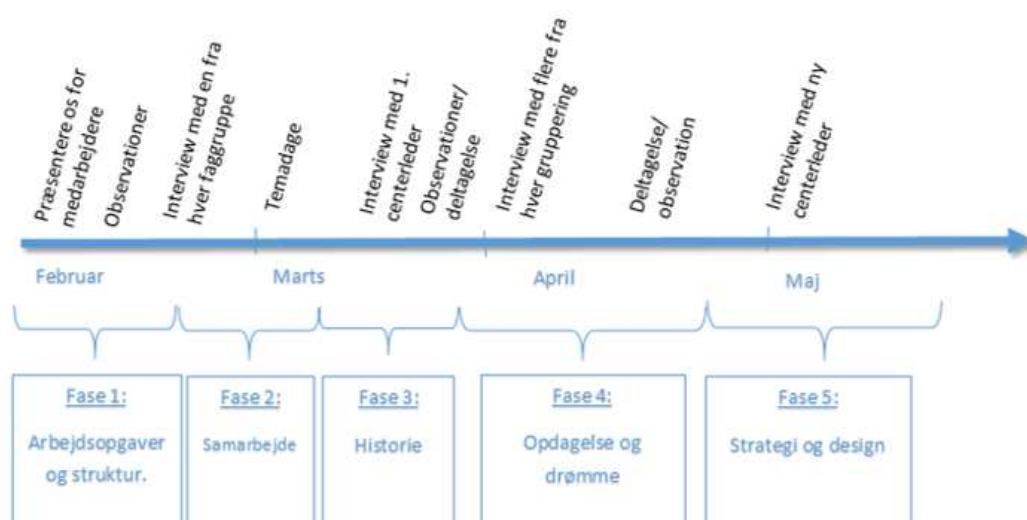 Præsentere os for
medarbejdere
Observationer
Interview med en fra
hver faggruppe
Temadage
Interview med 1.
centerleder
Observationer/
deltagelse
Interview med flere fra
hver gruppering
Deltagelse/
observation
Interview med ny
centerleder
Februar
Marts
April
Maj
Fase 1:
Arbejdsopgaver
og struktur.
Fase 2:
Samarbejde
Fase 3:
Historie
Fase 4:
Opdagelse og
drømme
Fase 5:
Strategi og design